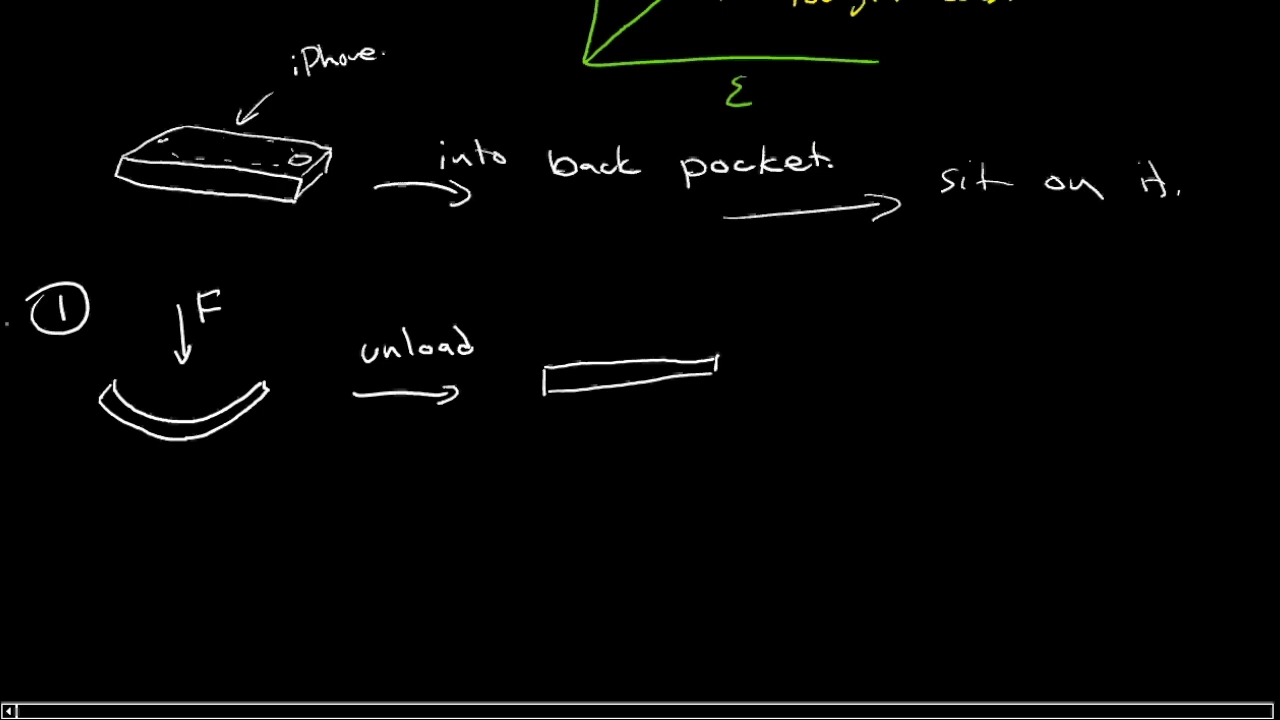 ε
iPhone.
into back pocket.
sit on it.
1
F
unload